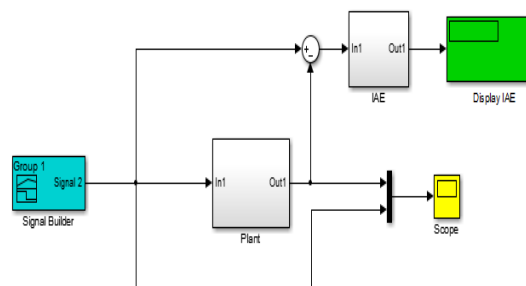 +
−
In1
Out1
IAE
Display IAE
Group 1
Signal 2
Signal Builder
In1
Out1
Plant
Scope